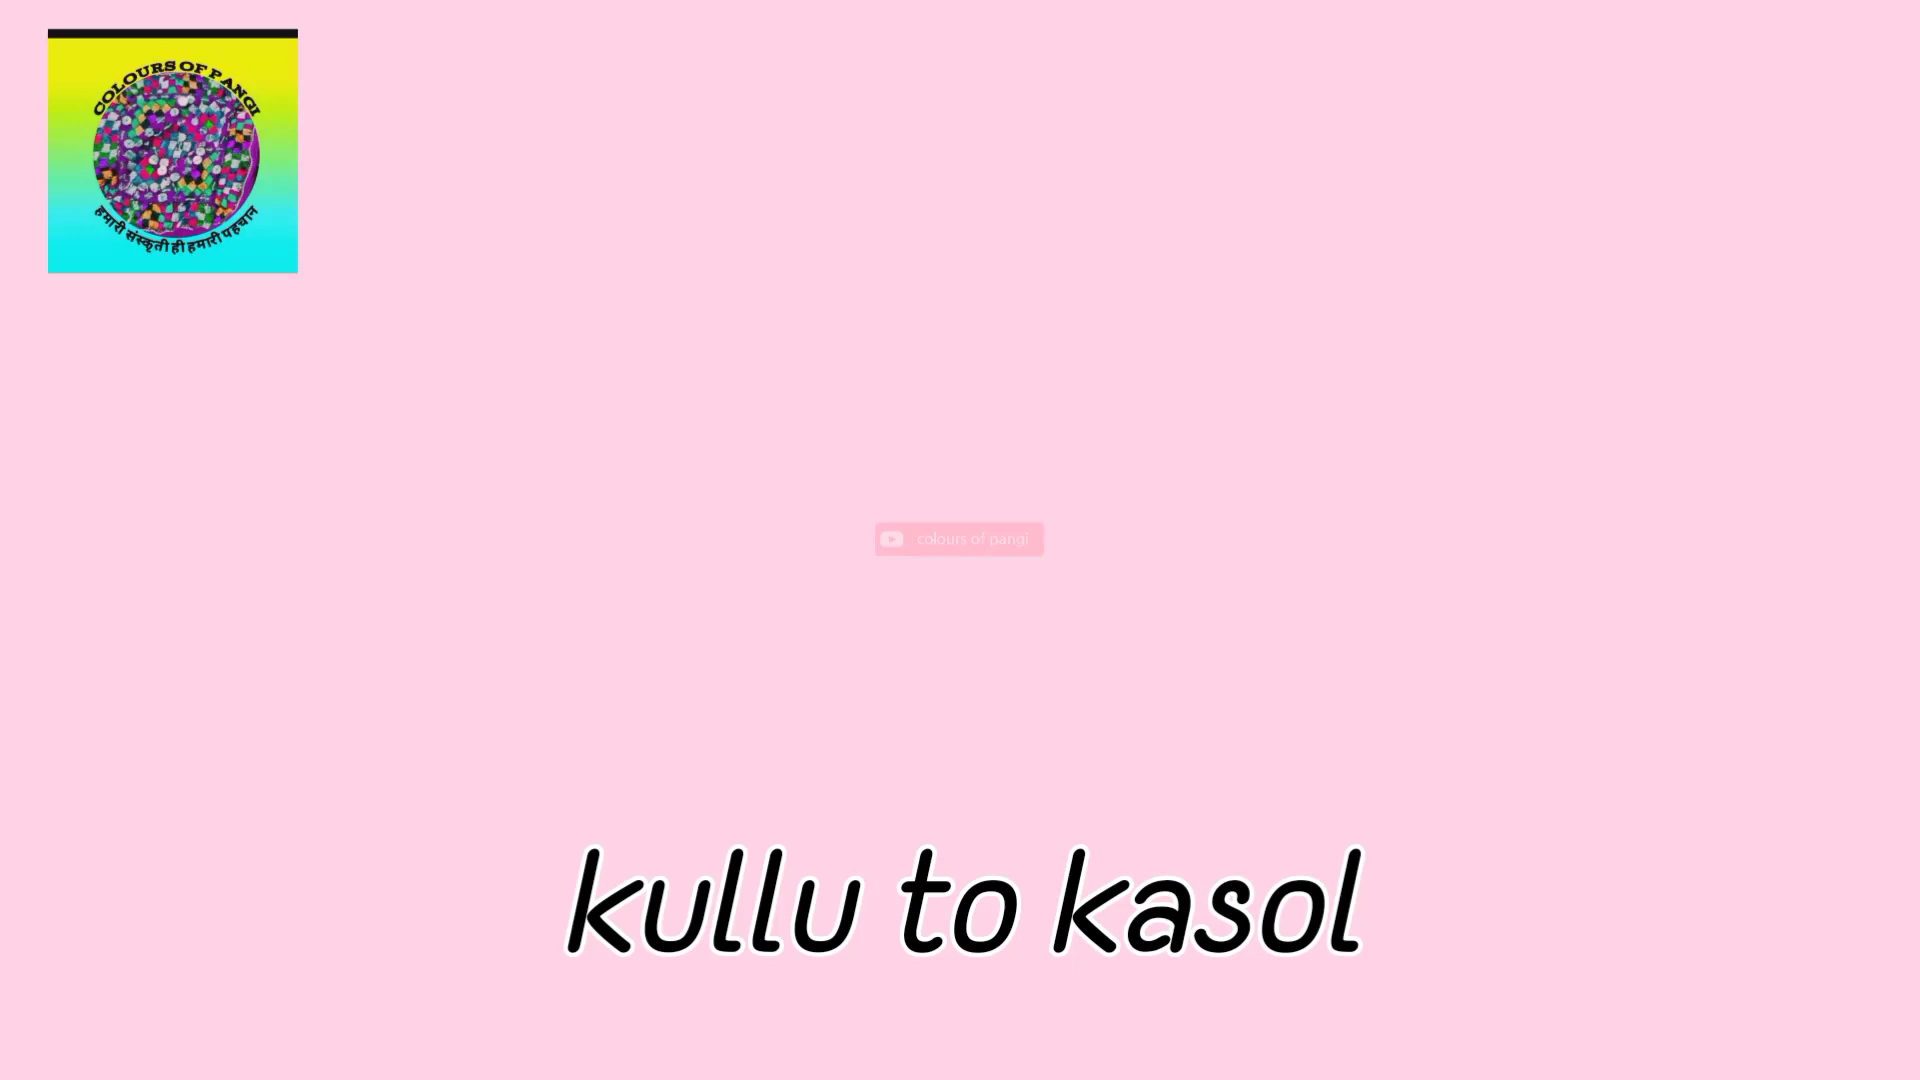 COLOURS OF PANGI
हमारी संस्कृती ही हमारी पहचान
colours of pangi
kullu to kasol